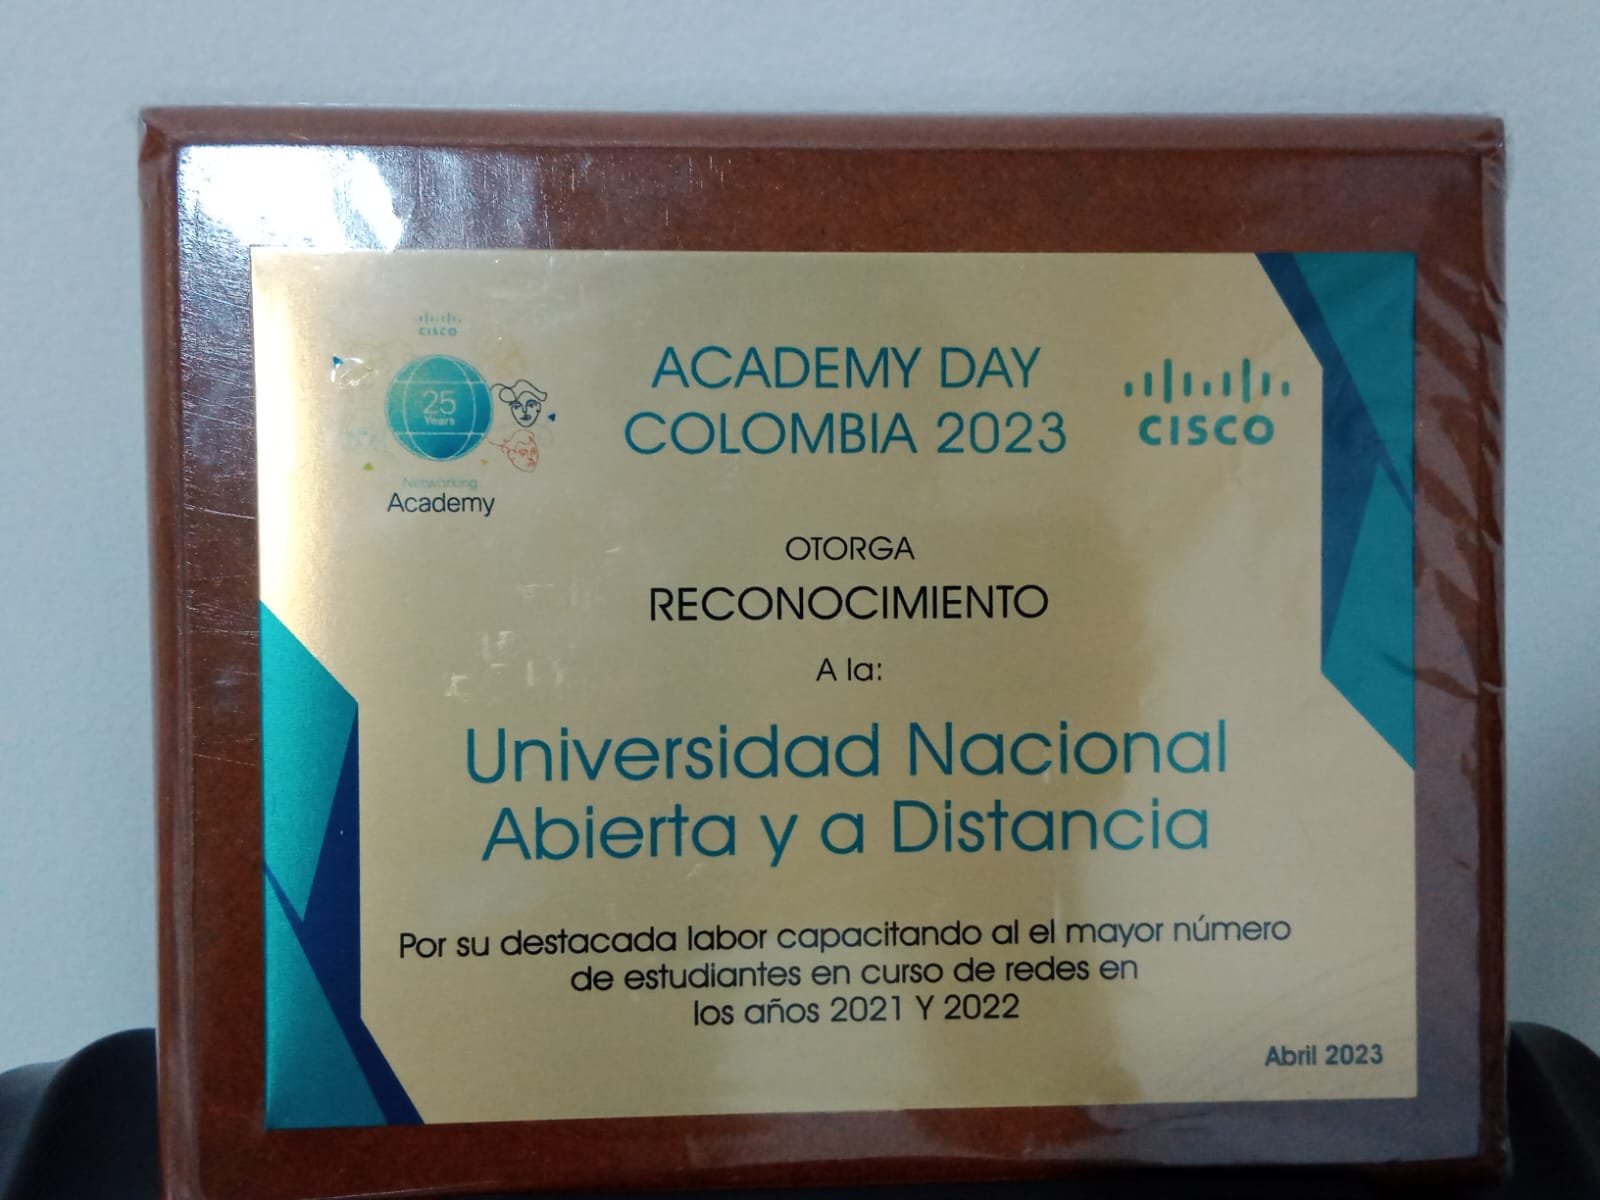 CISCO
25
Years
Networking
Academy
ACADEMY DAY
COLOMBIA 2023
CISCO
OTORGA
RECONOCIMIENTO
A la:
Universidad Nacional
Abierta y a Distancia
Por su destacada labor capacitando al el mayor número
de estudiantes en curso de redes en
los años 2021 Y 2022
Abril 2023